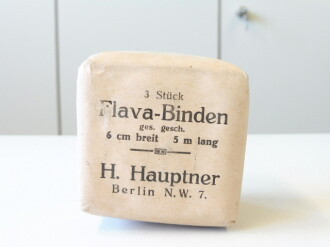 3 Stück
Flava-Binden
ges. gesch.
6 cm breit 5 m lang
H. Hauptner
Berlin N.W. 7.